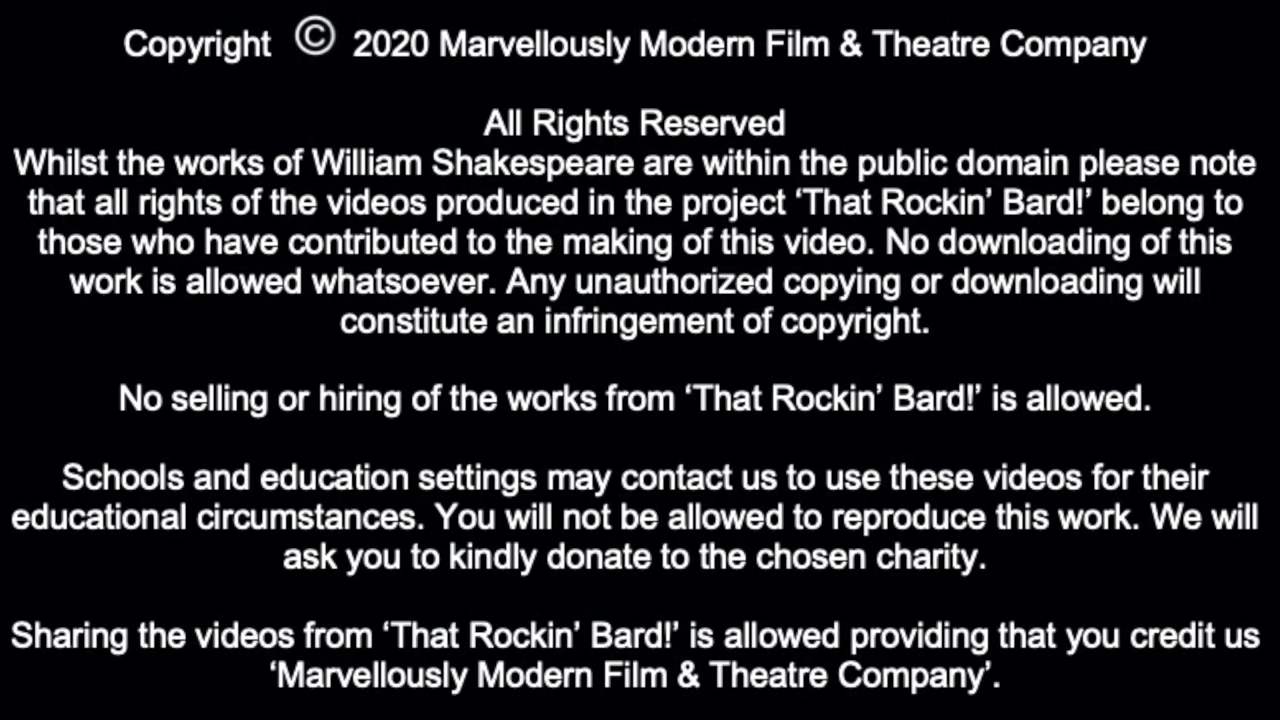 Copyright © 2020 Marvellously Modern Film & Theatre Company
All Rights Reserved
Whilst the works of William Shakespeare are within the public domain please note
that all rights of the videos produced in the project ‘That Rockin’ Bard!’ belong to
those who have contributed to the making of this video. No downloading of this
work is allowed whatsoever. Any unauthorized copying or downloading will
constitute an infringement of copyright.
No selling or hiring of the works from ‘That Rockin’ Bard!’ is allowed.
Schools and education settings may contact us to use these videos for their
educational circumstances. You will not be allowed to reproduce this work. We will
ask you to kindly donate to the chosen charity.
Sharing the videos from ‘That Rockin’ Bard!’ is allowed providing that you credit us
‘Marvellously Modern Film & Theatre Company’.